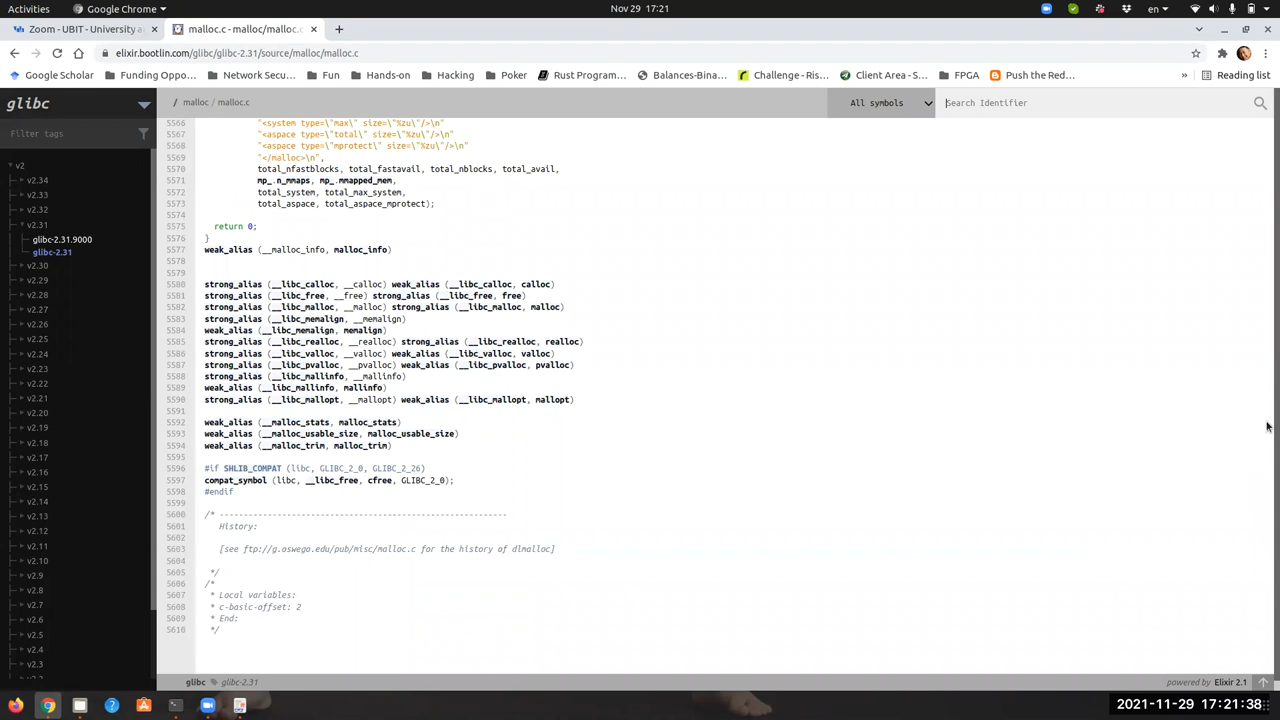 Activities Google Chrome Nov 29 17:21 en
Zoom - UBIT - University a × malloc.c - malloc/malloc.c × +
elixir.bootlin.com/glibc/glibc-2.31/source/malloc/malloc.c
Google Scholar Funding Oppo... Network Secu... Fun Hands-on Hacking Poker Rust Program... Balances-Bina... Challenge - Ris... Client Area - S... FPGA Push the Red... » Reading list
glibc / malloc / malloc.c All symbols Search Identifier
Filter tags
v2
v2.34
v2.33
v2.32
v2.31
glibc-2.31.9000
glibc-2.31
v2.30
v2.29
v2.28
v2.27
v2.26
v2.25
v2.24
v2.23
v2.22
v2.21
v2.20
v2.19
v2.18
v2.17
v2.16
v2.15
v2.14
v2.13
v2.12
v2.11
v2.10
v2.9
v2.8
v2.7
v2.6
v2.5
v2.4
v2.3
5566 "<system type=\"max\" size=\"%zu\"/>\n"
5567 "<aspace type=\"total\" size=\"%zu\"/>\n"
5568 "<aspace type=\"mprotect\" size=\"%zu\"/>\n"
5569 "</malloc>\n",
5570 total_nfastblocks, total_fastavail, total_nblocks, total_avail,
5571 mp_.n_mmaps, mp_.mmapped_mem,
5572 total_system, total_max_system,
5573 total_aspace, total_aspace_mprotect);
5574
5575 return 0;
5576 }
5577 weak_alias (__malloc_info, malloc_info)
5578
5579
5580 strong_alias (__libc_calloc, __calloc) weak_alias (__libc_calloc, calloc)
5581 strong_alias (__libc_free, __free) strong_alias (__libc_free, free)
5582 strong_alias (__libc_malloc, __malloc) strong_alias (__libc_malloc, malloc)
5583 strong_alias (__libc_memalign, __memalign)
5584 weak_alias (__libc_memalign, memalign)
5585 strong_alias (__libc_realloc, __realloc) strong_alias (__libc_realloc, realloc)
5586 strong_alias (__libc_valloc, __valloc) weak_alias (__libc_valloc, valloc)
5587 strong_alias (__libc_pvalloc, __pvalloc) weak_alias (__libc_pvalloc, pvalloc)
5588 strong_alias (__libc_mallinfo, __mallinfo)
5589 weak_alias (__libc_mallinfo, mallinfo)
5590 strong_alias (__libc_mallopt, __mallopt) weak_alias (__libc_mallopt, mallopt)
5591
5592 weak_alias (__malloc_stats, malloc_stats)
5593 weak_alias (__malloc_usable_size, malloc_usable_size)
5594 weak_alias (__malloc_trim, malloc_trim)
5595
5596 #if SHLIB_COMPAT (libc, GLIBC_2_0, GLIBC_2_26)
5597 compat_symbol (libc, __libc_free, cfree, GLIBC_2_0);
5598 #endif
5599
5600 /* ------------------------------------------------------------
5601 History:
5602
5603 [see ftp://g.oswego.edu/pub/misc/malloc.c for the history of dlmalloc]
5604
5605 */
5606 /*
5607 * Local variables:
5608 * c-basic-offset: 2
5609 * End:
5610 */
glibc glibc-2.31 powered by Elixir 2.1
2021-11-29 17:21:38